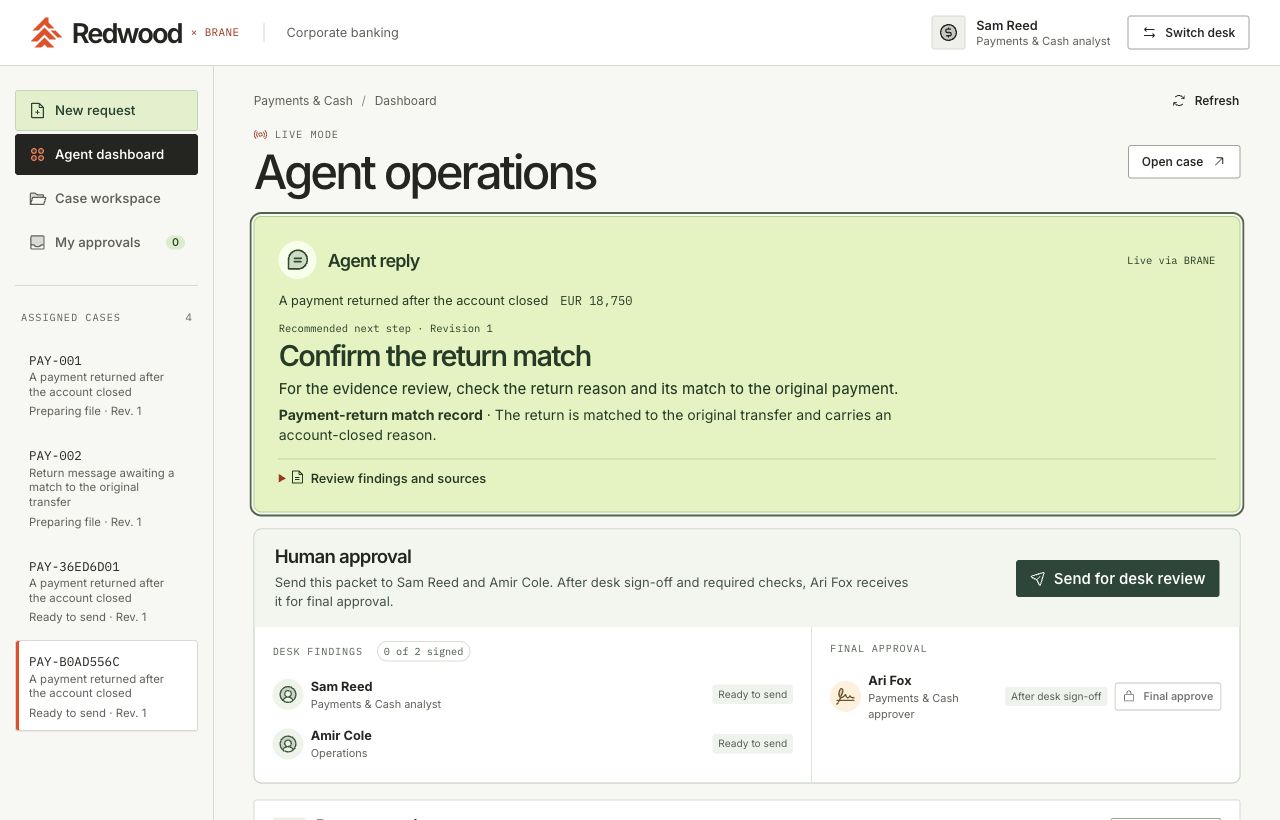 Redwood × BRANE
Corporate banking
Sam Reed
Payments & Cash analyst
Switch desk
New request
Agent dashboard
Case workspace
My approvals 0
ASSIGNED CASES 4
PAY-001
A payment returned after
the account closed
Preparing file · Rev. 1
PAY-002
Return message awaiting a
match to the original
transfer
Preparing file · Rev. 1
PAY-36ED6D01
A payment returned after
the account closed
Ready to send · Rev. 1
PAY-B0AD556C
A payment returned after
the account closed
Ready to send · Rev. 1
Payments & Cash / Dashboard
Refresh
LIVE MODE
Agent operations
Open case
Agent reply
Live via BRANE
A payment returned after the account closed EUR 18,750
Recommended next step · Revision 1
Confirm the return match
For the evidence review, check the return reason and its match to the original payment.
Payment-return match record · The return is matched to the original transfer and carries an
account-closed reason.
Review findings and sources
Human approval
Send this packet to Sam Reed and Amir Cole. After desk sign-off and required checks, Ari Fox receives
it for final approval.
Send for desk review
DESK FINDINGS 0 of 2 signed
Sam Reed
Payments & Cash analyst
Ready to send
Amir Cole
Operations
Ready to send
FINAL APPROVAL
Ari Fox
Payments & Cash
approver
After desk sign-off
Final approve